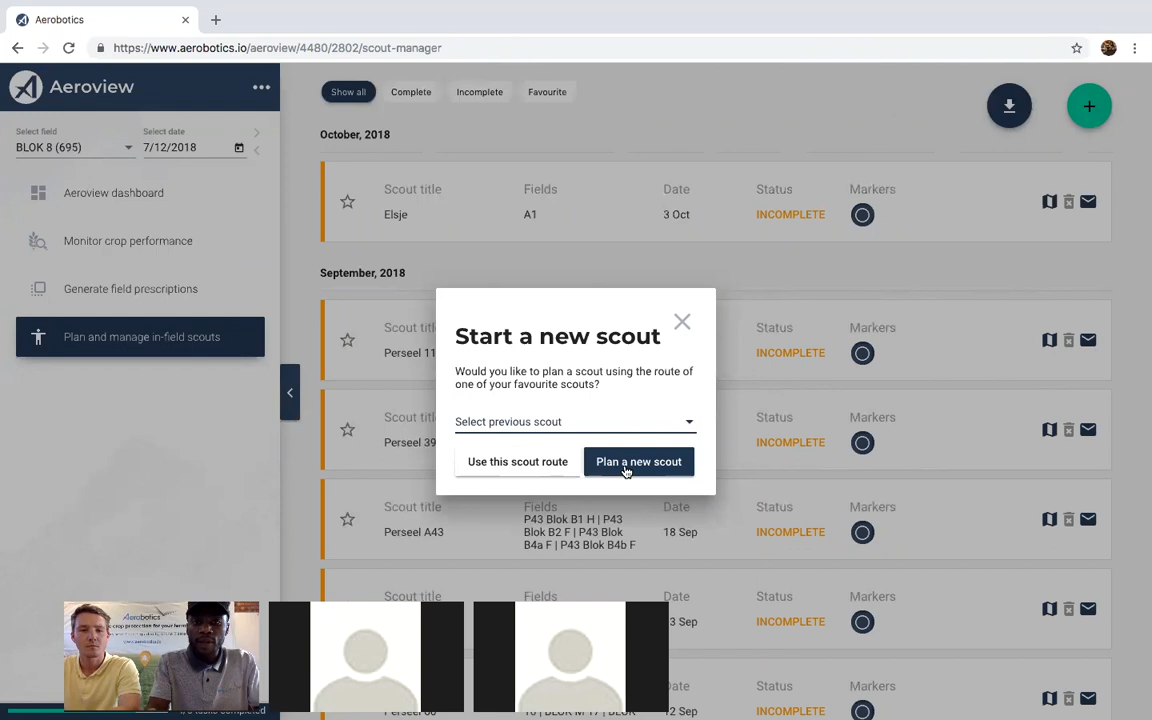 Aerobotics
https://www.aerobotics.io/aeroview/4480/2802/scout-manager
Aeroview
Select field
BLOK 8 (695)
Select date
7/12/2018
Aeroview dashboard
Monitor crop performance
Generate field prescriptions
Plan and manage in-field scouts
Show all
Complete
Incomplete
Favourite
October, 2018
Scout title
Fields
Date
Status
Markers
Elsje
A1
3 Oct
INCOMPLETE
September, 2018
Scout title
Status
Markers
Perseel 11
INCOMPLETE
Scout
Status
Markers
Perseel 39
INCOMPLETE
Start a new scout
Would you like to plan a scout using the route of
one of your favourite scouts?
Select previous scout
Use this scout route
Plan a new scout
Scout title
Fields
Date
Status
Markers
Perseel A43
P43 Blok B1 H | P43
Blok B2 F | P43 Blok
B4a F | P43 Blok B4b F
18 Sep
INCOMPLETE
Scout title
Status
Markers
Sep
INCOMPLETE
Status
Markers
12 Sep
INCOMPLETE
Aerobotics
crop protection for your